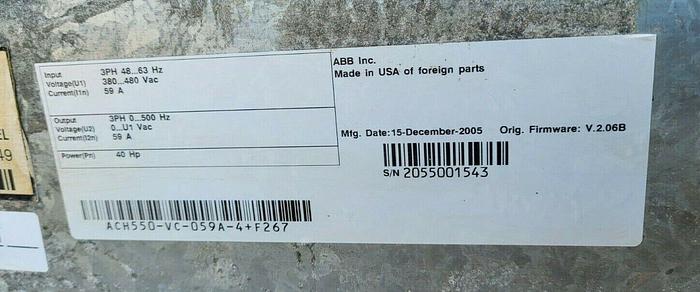 Input 3PH 48...63 Hz
Voltage(U1) 380...480 Vac
Current(I1n) 59 A
Output 3PH 0...500 Hz
Voltage(U2) 0...U1 Vac
Current(I2n) 59 A
Power(Pn) 40 Hp
ABB Inc.
Made in USA of foreign parts
Mfg. Date:15-December-2005 Orig. Firmware: V.2.06B
S/N 2055001543
ACH550-VC-059A-4+F267
EL
49